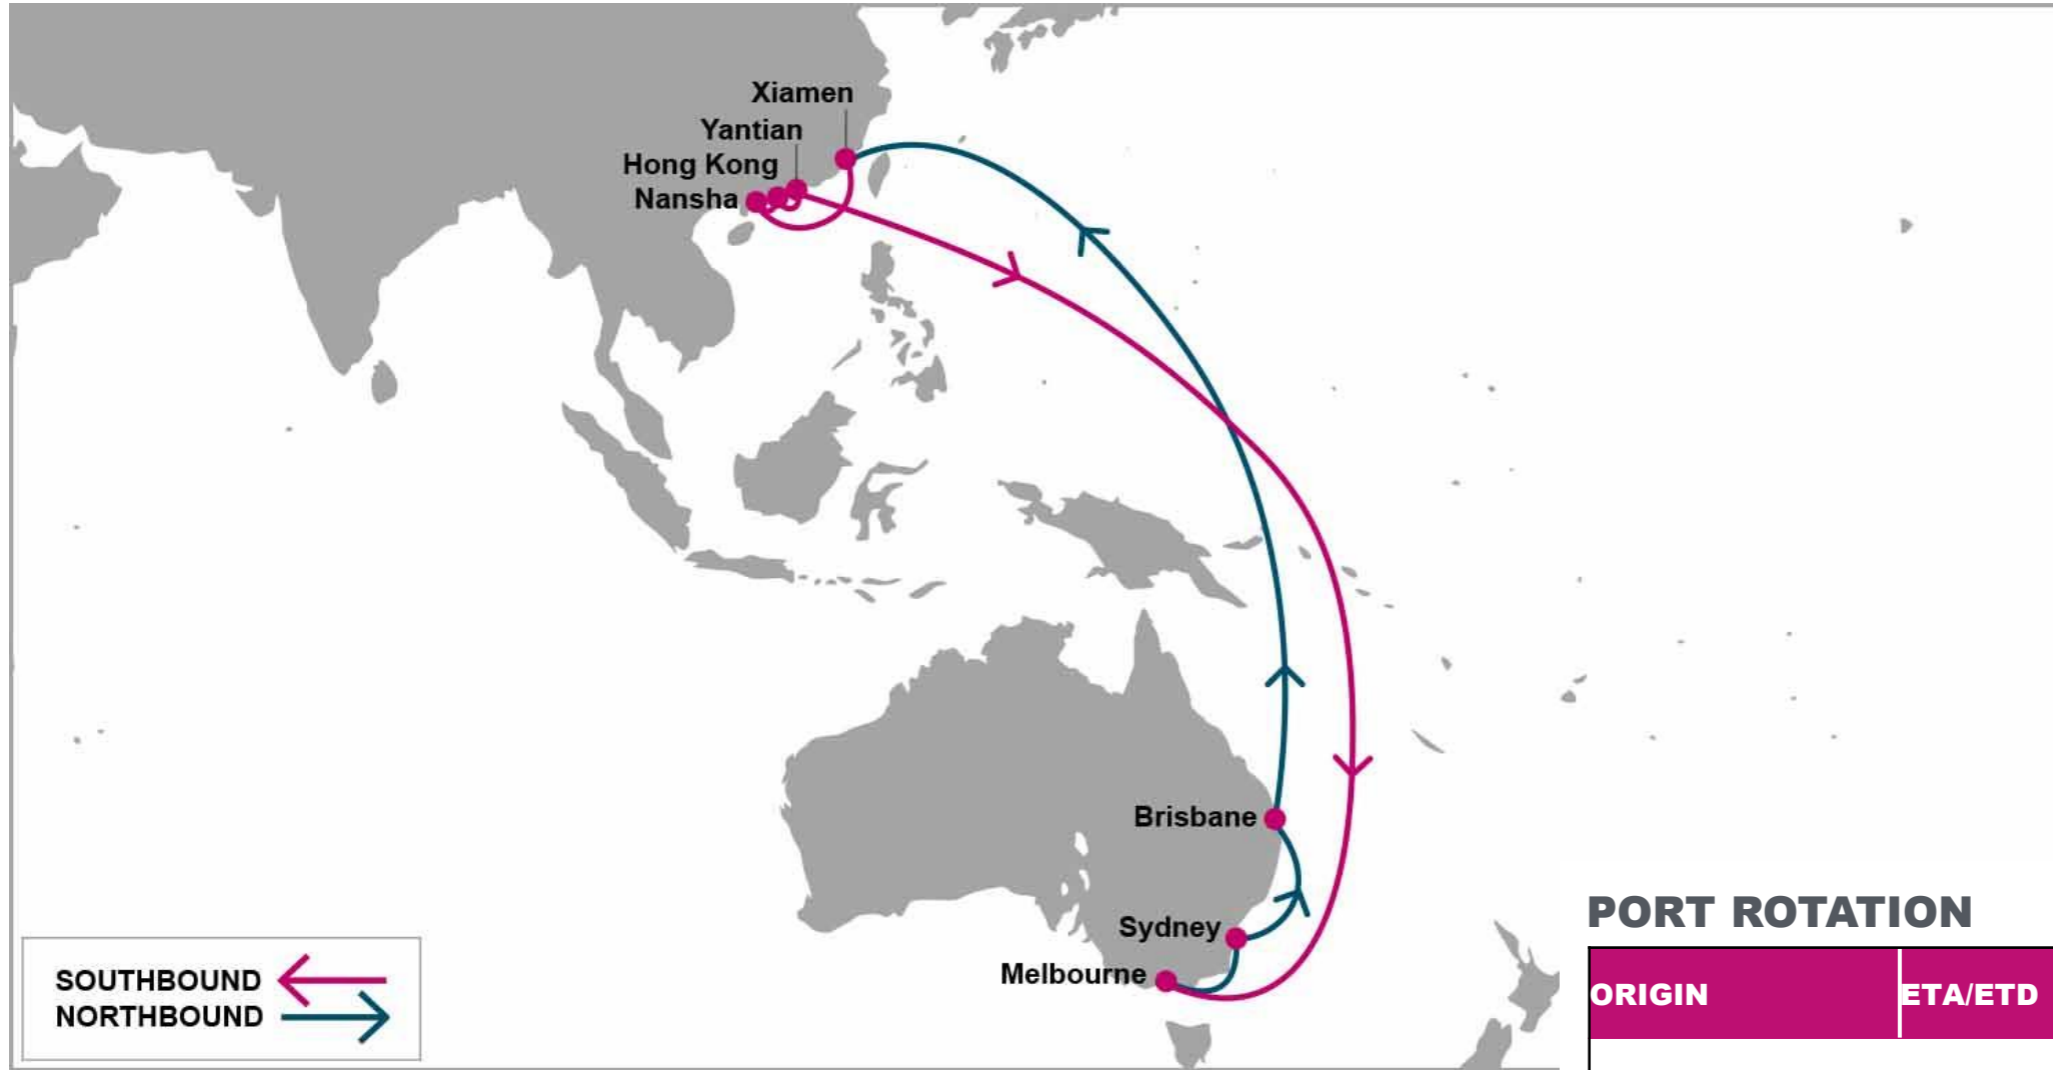 Xiamen
Yantian
Hong Kong
Nansha
Brisbane
Sydney
Melbourne
SOUTHBOUND
NORTHBOUND
PORT ROTATION
ORIGIN ETA/ETD